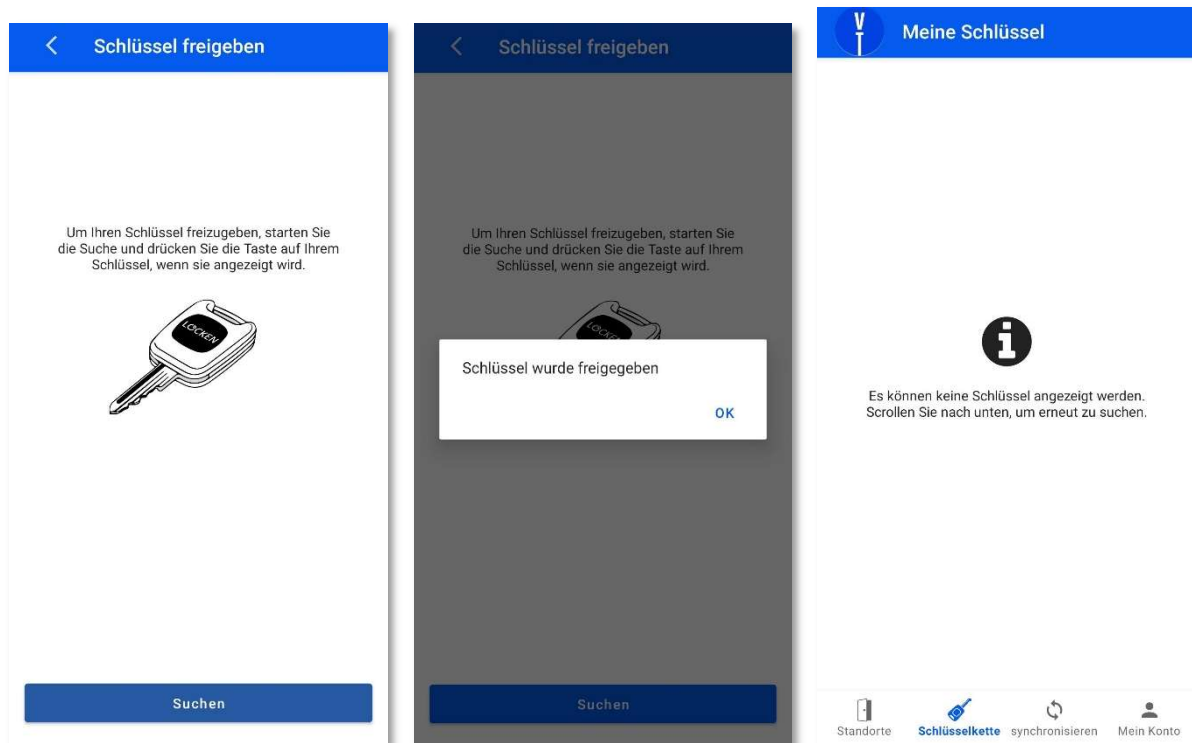 Schlüssel freigeben
Um Ihren Schlüssel freizugeben, starten Sie
die Suche und drücken Sie die Taste auf Ihrem
Schlüssel, wenn sie angezeigt wird.
LOCKEN
Suchen
Schlüssel freigeben
Um Ihren Schlüssel freizugeben, starten Sie
die Suche und drücken Sie die Taste auf Ihrem
Schlüssel, wenn sie angezeigt wird.
LOCKEN
Schlüssel wurde freigegeben
OK
Suchen
Meine Schlüssel
Es können keine Schlüssel angezeigt werden.
Scrollen Sie nach unten, um erneut zu suchen.
Standorte Schlüsselkette synchronisieren Mein Konto